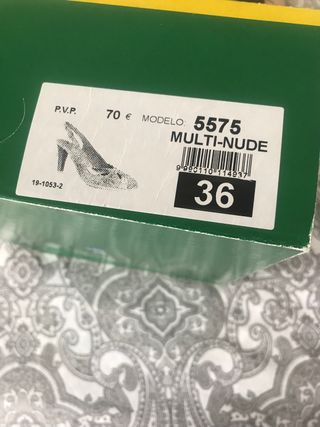 P.V.P. 70 € MODELO: 5575
MULTI-NUDE
36
19-1053-2